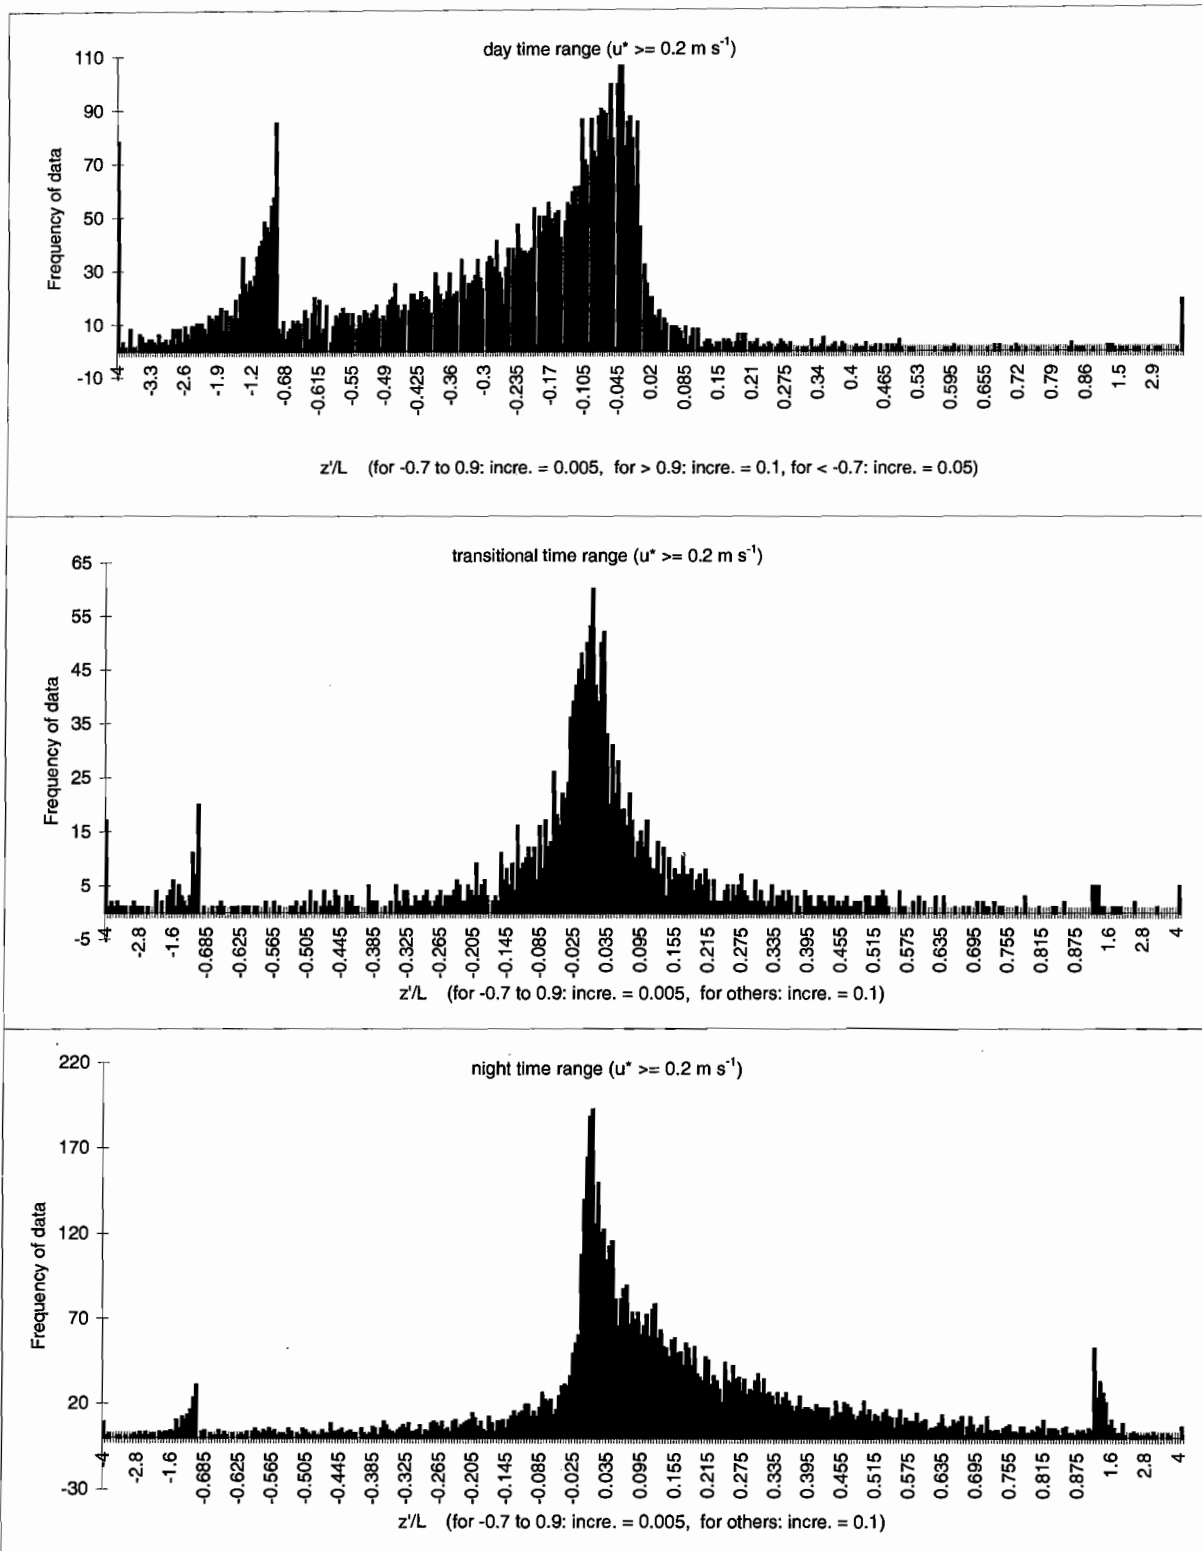 day time range (u* >= 0.2 m s-1)
110
90
70
50
30
10
-10
Frequency of data
-4 -3.3 -2.6 -1.9 -1.2 -0.68 -0.615 -0.55 -0.49 -0.425 -0.36 -0.3 -0.235 -0.17 -0.105 -0.045 0.02 0.085 0.15 0.21 0.275 0.34 0.4 0.465 0.53 0.595 0.655 0.72 0.79 0.86 1.5 2.9
z'/L (for -0.7 to 0.9: incre. = 0.005, for > 0.9: incre. = 0.1, for < -0.7: incre. = 0.05)
transitional time range (u* >= 0.2 m s-1)
65
55
45
35
25
15
5
-5
Frequency of data
-4 -2.8 -1.6 -0.685 -0.625 -0.565 -0.505 -0.445 -0.385 -0.325 -0.265 -0.205 -0.145 -0.085 -0.025 0.035 0.095 0.155 0.215 0.275 0.335 0.395 0.455 0.515 0.575 0.635 0.695 0.755 0.815 0.875 1.6 2.8 4
z'/L (for -0.7 to 0.9: incre. = 0.005, for others: incre. = 0.1)
night time range (u* >= 0.2 m s-1)
220
170
120
70
20
-30
Frequency of data
-4 -2.8 -1.6 -0.685 -0.625 -0.565 -0.505 -0.445 -0.385 -0.325 -0.265 -0.205 -0.145 -0.085 -0.025 0.035 0.095 0.155 0.215 0.275 0.335 0.395 0.455 0.515 0.575 0.635 0.695 0.755 0.815 0.875 1.6 2.8 4
z'/L (for -0.7 to 0.9: incre. = 0.005, for others: incre. = 0.1)